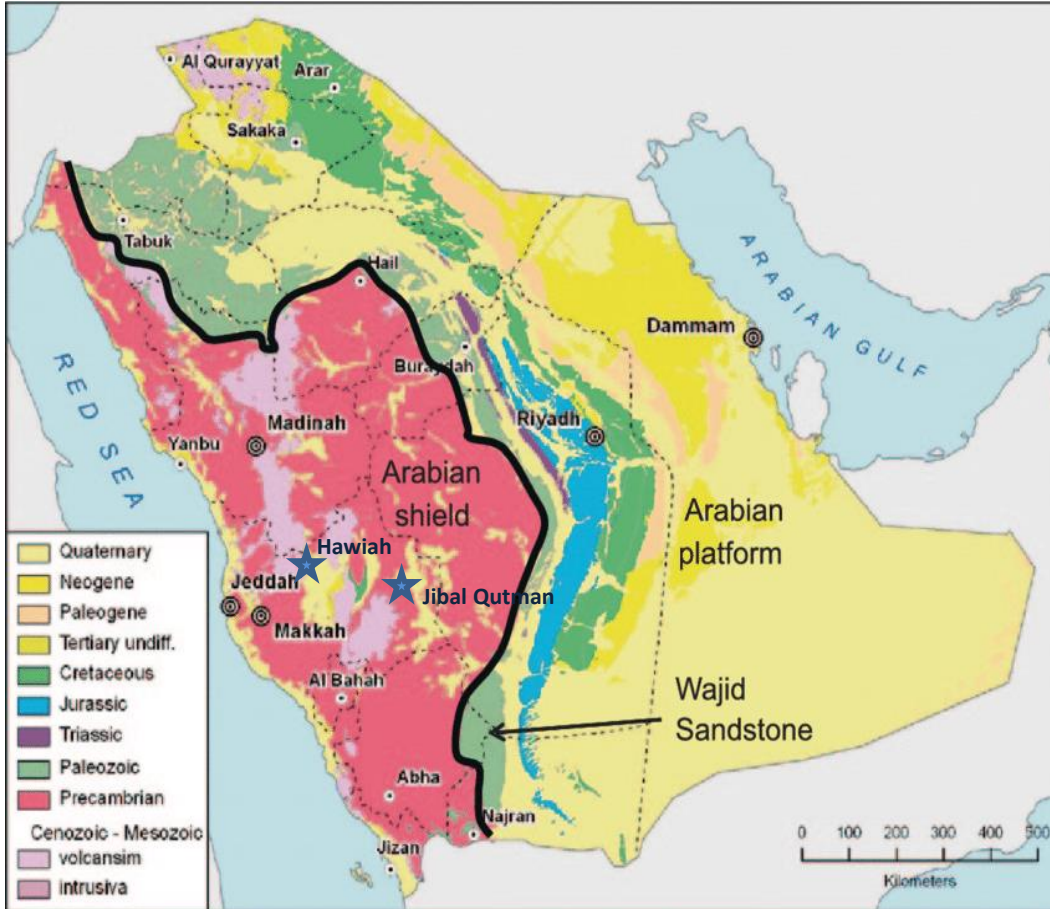 Al Qurayyat
Arar
Sakaka
Tabuk
Hail
Buraydah
Dammam
ARABIAN GULF
RED SEA
Riyadh
Madinah
Yanbu
Arabian
shield
Arabian
platform
Hawiah
Jeddah
Jibal Qutman
Makkah
Al Bahah
Wajid
Sandstone
Abha
Najran
Jizan
Quaternary
Neogene
Paleogene
Tertiary undiff.
Cretaceous
Jurassic
Triassic
Paleozoic
Precambrian
Cenozoic - Mesozoic
volcansim
intrusiva
0 100 200 300 400 500
Kilometers